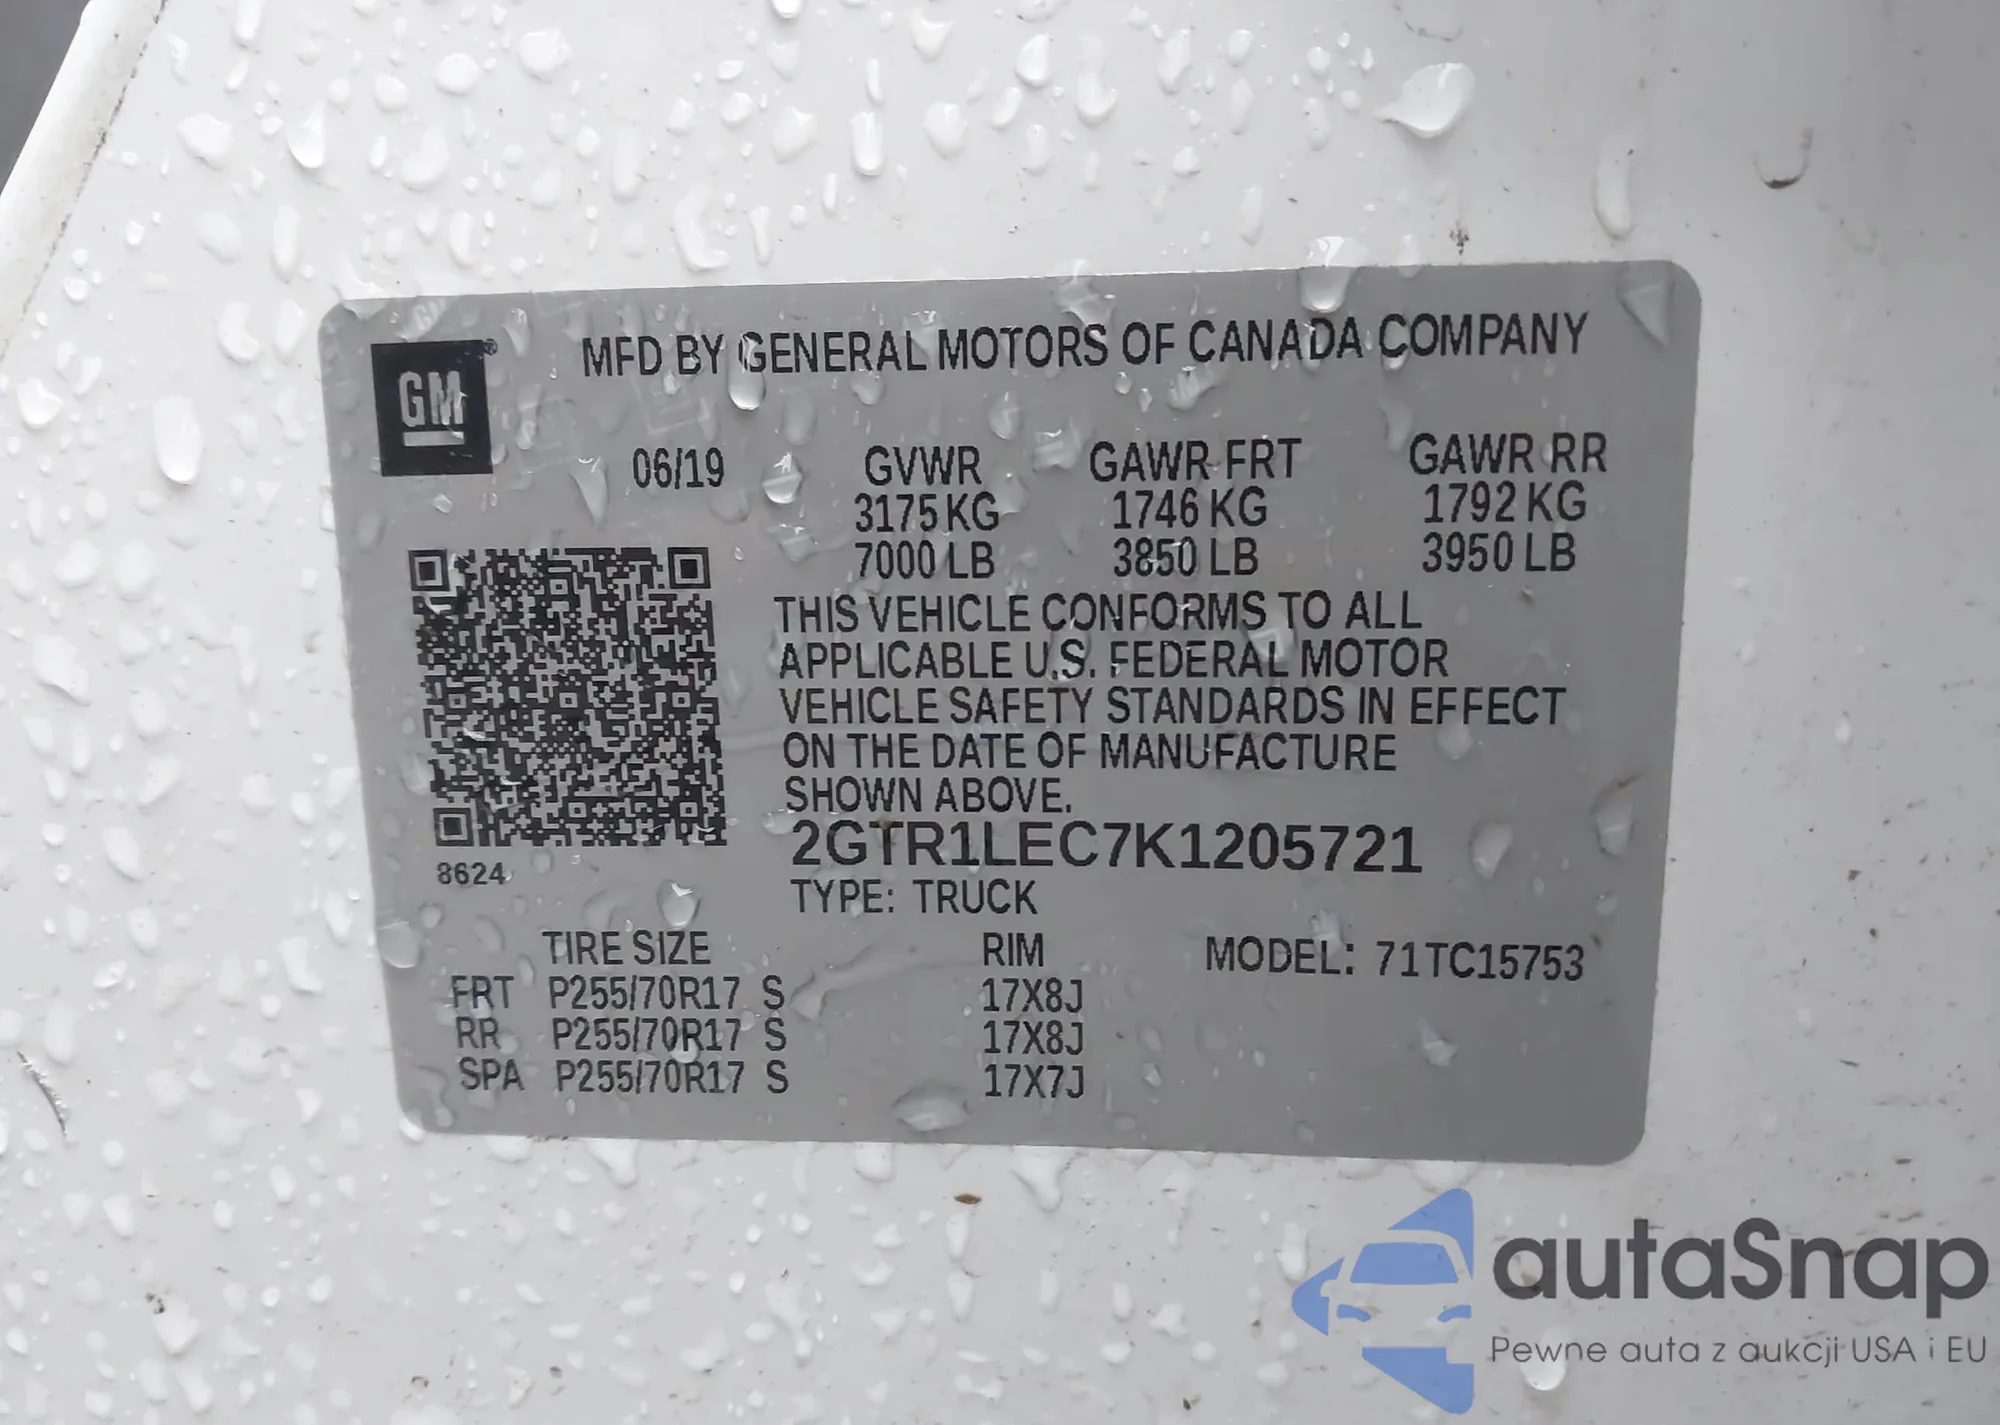 MFD BY GENERAL MOTORS OF CANADA COMPANY
GM®
06/19 GVWR GAWR FRT GAWR RR
3175 KG 1746 KG 1792 KG
7000 LB 3850 LB 3950 LB
THIS VEHICLE CONFORMS TO ALL
APPLICABLE U.S. FEDERAL MOTOR
VEHICLE SAFETY STANDARDS IN EFFECT
ON THE DATE OF MANUFACTURE
SHOWN ABOVE.
2GTR1LEC7K1205721
8624
TYPE: TRUCK
TIRE SIZE RIM MODEL: 71TC15753
FRT P255/70R17 S 17X8J
RR P255/70R17 S 17X8J
SPA P255/70R17 S 17X7J
autaSnap
Pewne auta z aukcji USA i EU